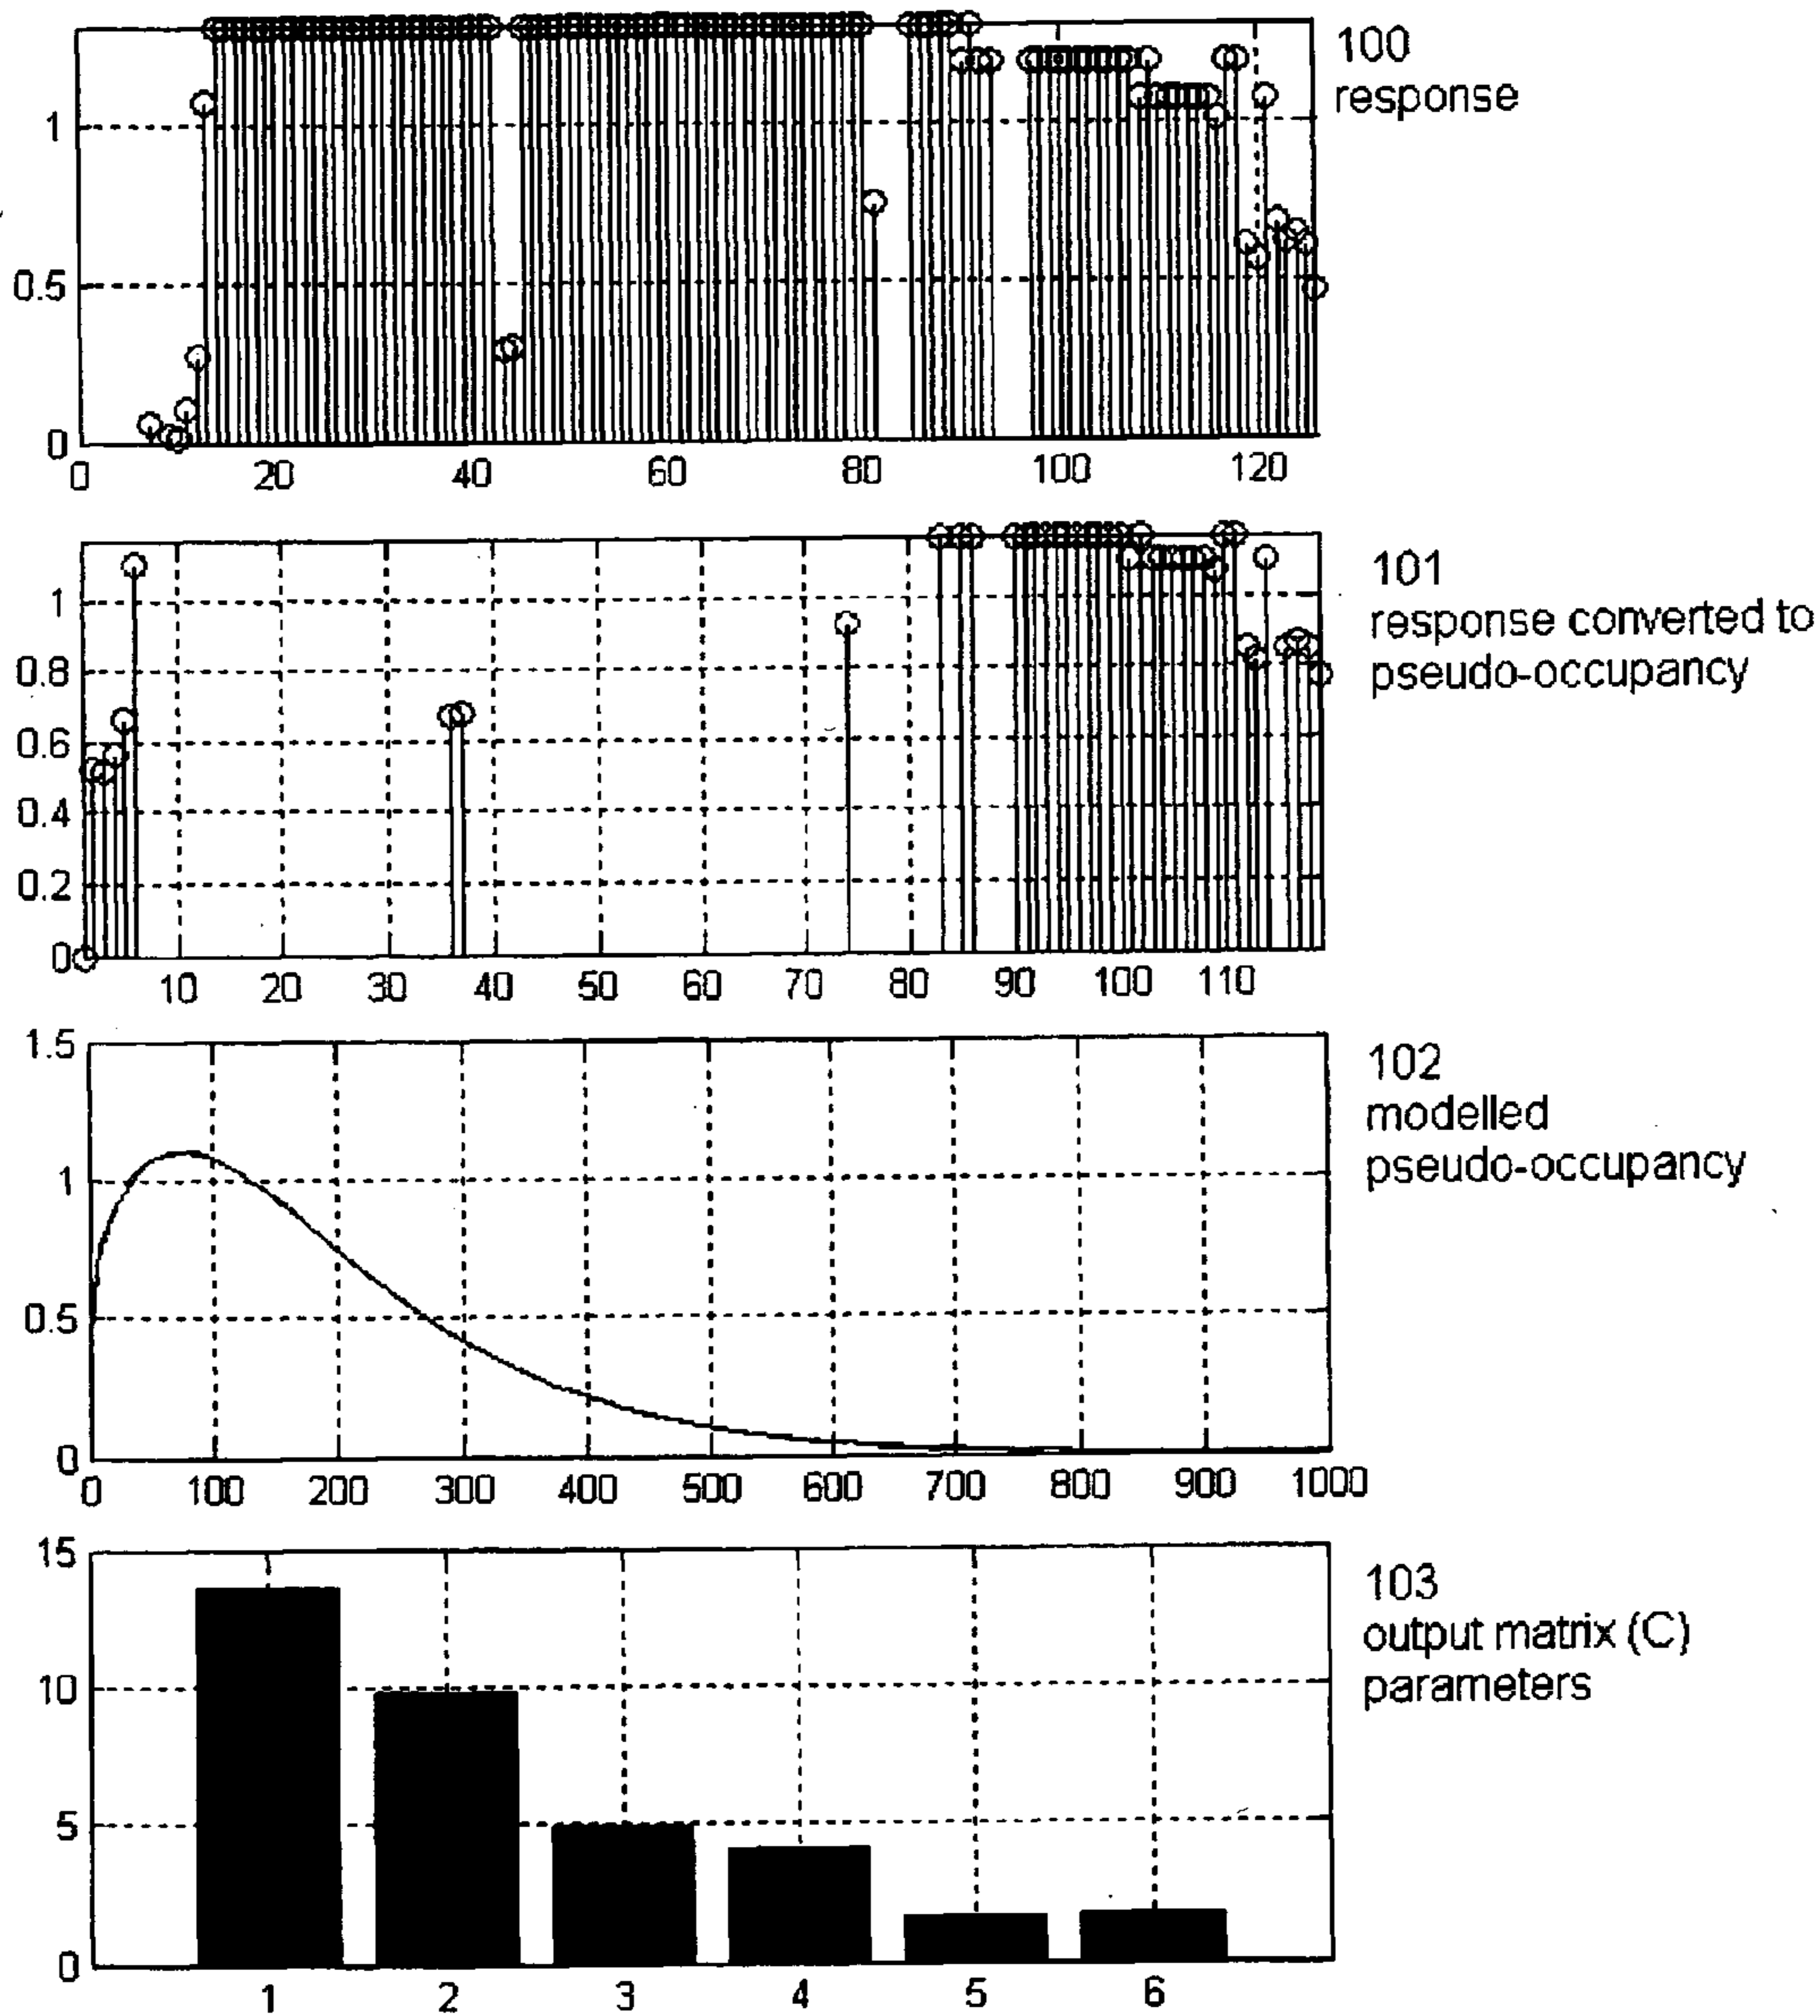 1
0.5
0
0 20 40 60 80 100 120
100
response
1
0.8
0.6
0.4
0.2
0
10 20 30 40 50 60 70 80 90 100 110
101
response converted to
pseudo-occupancy
1.5
1
0.5
0
0 100 200 300 400 500 600 700 800 900 1000
102
modelled
pseudo-occupancy
15
10
5
0
1 2 3 4 5 6
103
output matrix (C)
parameters